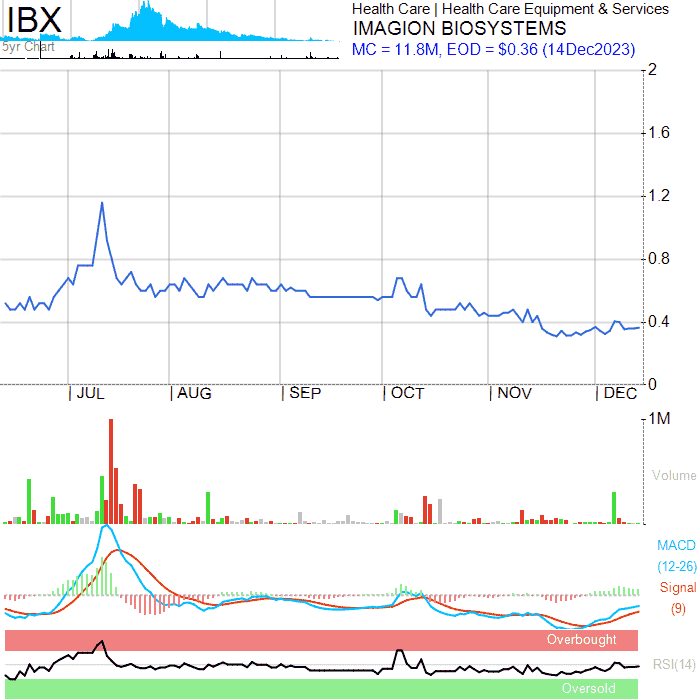 IBX
5yr Chart
Health Care | Health Care Equipment & Services
IMAGION BIOSYSTEMS
MC = 11.8M, EOD = $0.36 (14Dec2023)
2
1.6
1.2
0.8
0.4
0
JUL
AUG
SEP
OCT
NOV
DEC
1M
Volume
MACD
(12-26)
Signal
(9)
Overbought
RSI(14)
Oversold